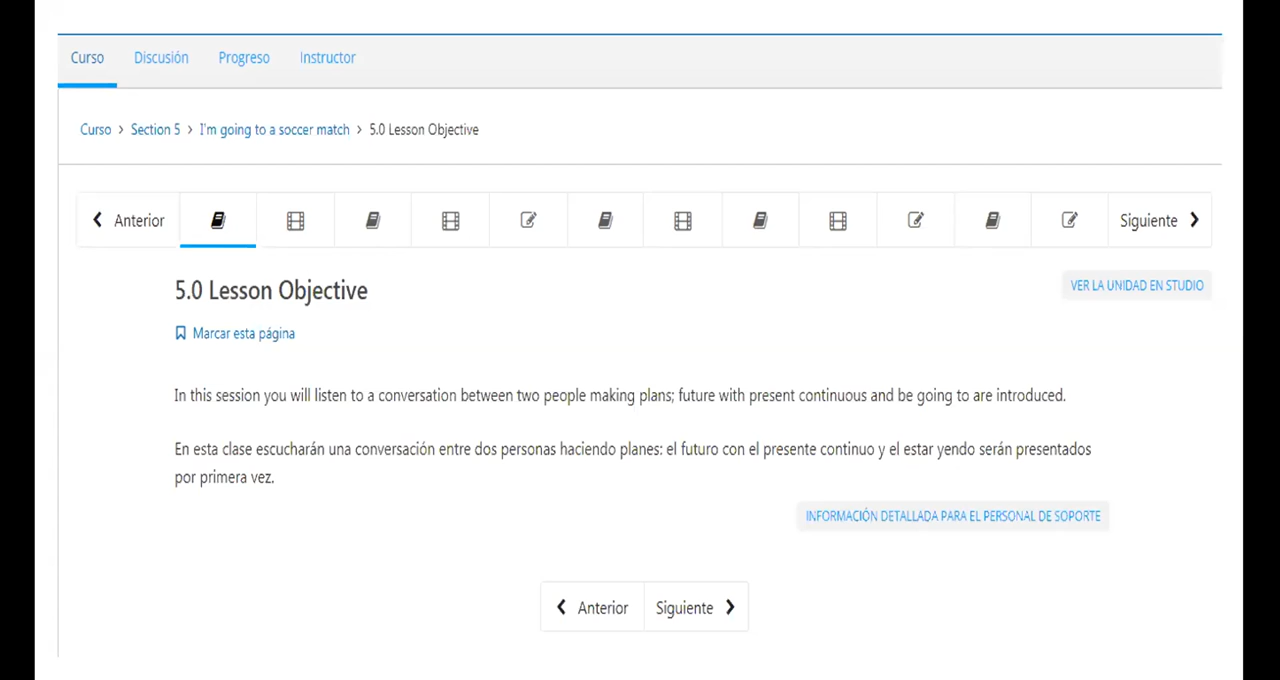 Curso Discusión Progreso Instructor
Curso > Section 5 > I'm going to a soccer match > 5.0 Lesson Objective
Anterior Siguiente
5.0 Lesson Objective
VER LA UNIDAD EN STUDIO
Marcar esta página
In this session you will listen to a conversation between two people making plans; future with present continuous and be going to are introduced.
En esta clase escucharán una conversación entre dos personas haciendo planes: el futuro con el presente continuo y el estar yendo serán presentados
por primera vez.
INFORMACIÓN DETALLADA PARA EL PERSONAL DE SOPORTE
Anterior Siguiente